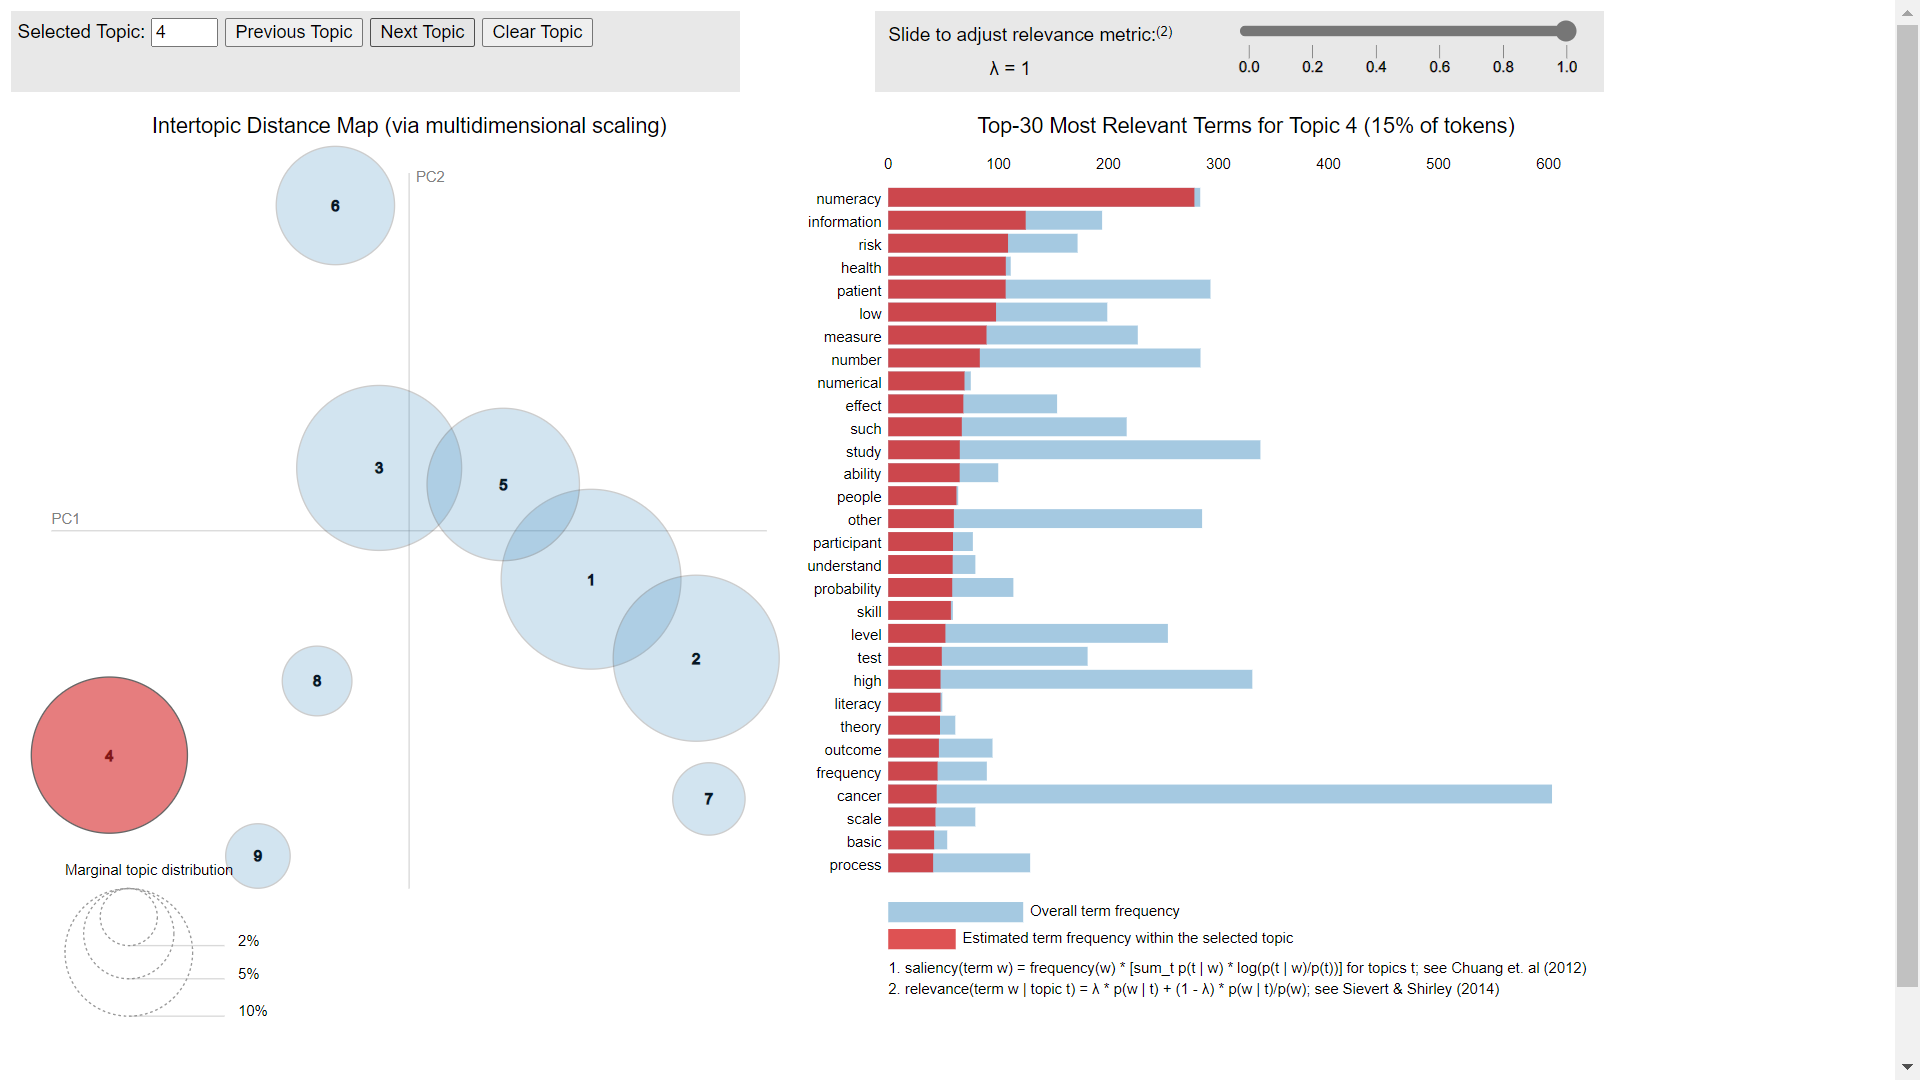 Selected Topic: 4 Previous Topic Next Topic Clear Topic
Slide to adjust relevance metric:(2)
λ = 1
0.0 0.2 0.4 0.6 0.8 1.0
Intertopic Distance Map (via multidimensional scaling)
PC2
PC1
6
3
5
1
2
8
4
7
9
Marginal topic distribution
2%
5%
10%
Top-30 Most Relevant Terms for Topic 4 (15% of tokens)
0 100 200 300 400 500 600
numeracy
information
risk
health
patient
low
measure
number
numerical
effect
such
study
ability
people
other
participant
understand
probability
skill
level
test
high
literacy
theory
outcome
frequency
cancer
scale
basic
process
Overall term frequency
Estimated term frequency within the selected topic
1. saliency(term w) = frequency(w) * [sum_t p(t | w) * log(p(t | w)/p(t))] for topics t; see Chuang et. al (2012)
2. relevance(term w | topic t) = λ * p(w | t) + (1 - λ) * p(w | t)/p(w); see Sievert & Shirley (2014)